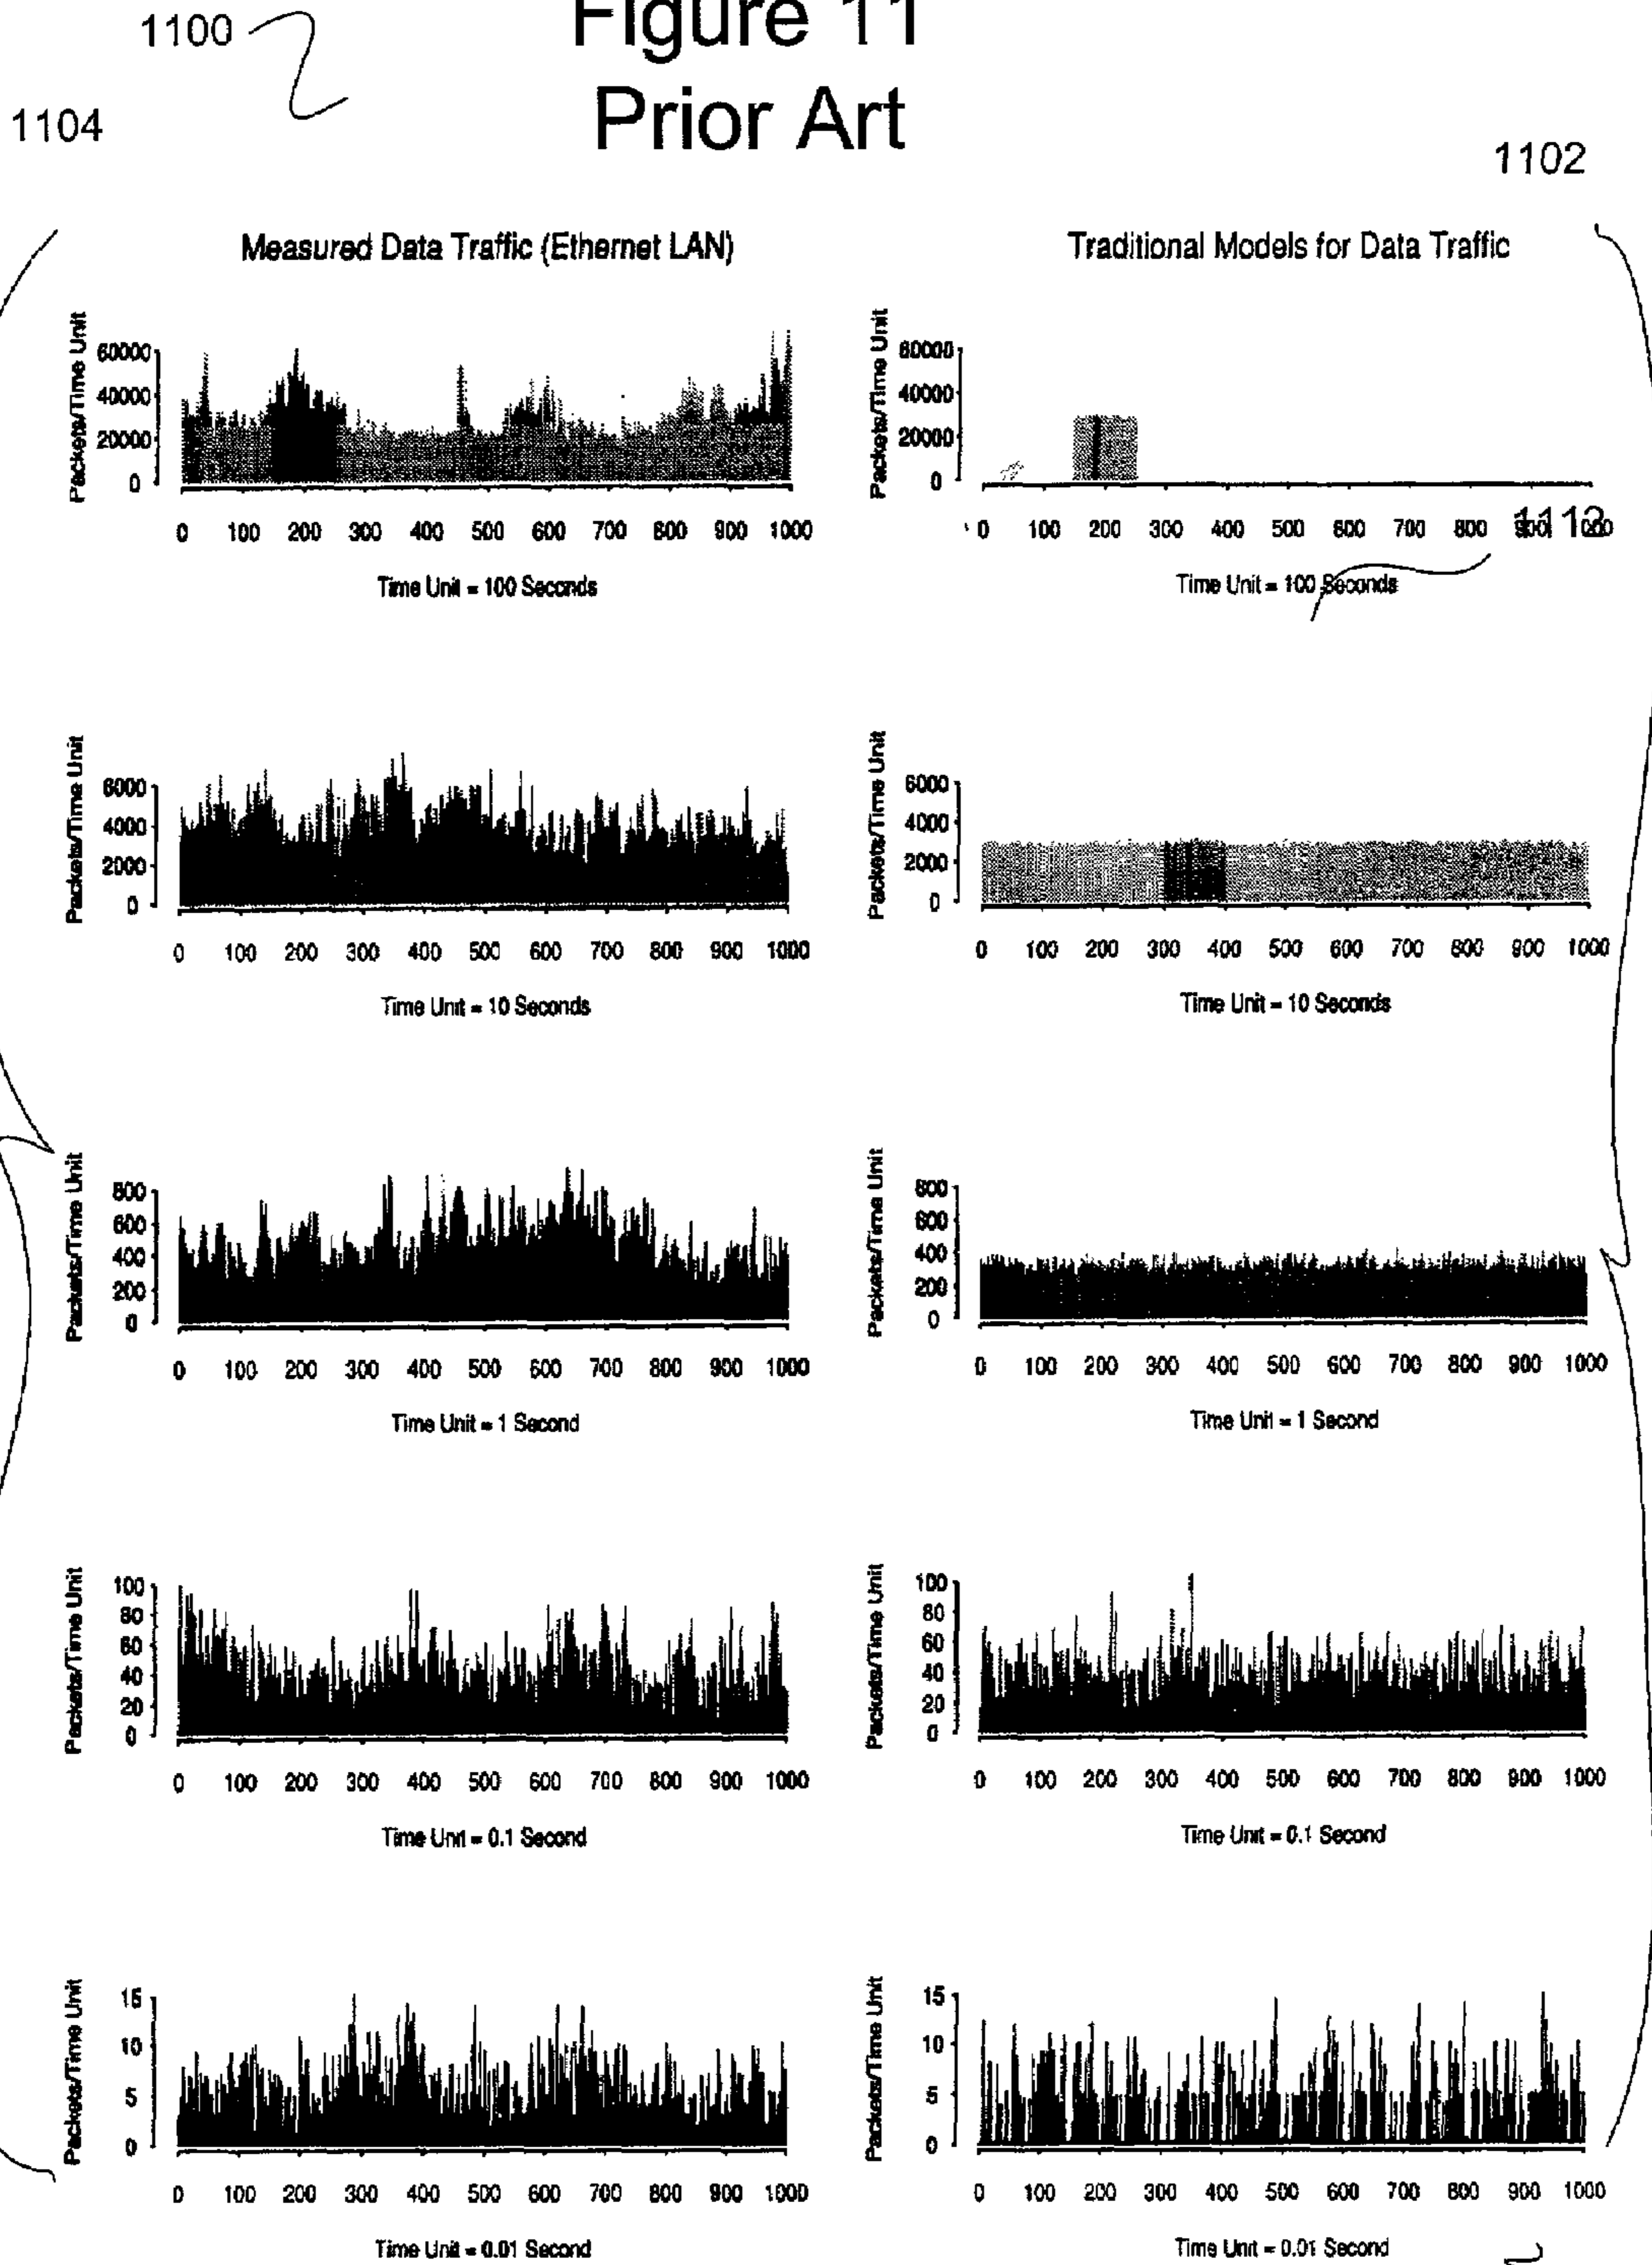 1100
Figure 11
Prior Art
1104
1102
Measured Data Traffic (Ethernet LAN)
Packets/Time Unit
60000
40000
20000
0
0 100 200 300 400 500 600 700 800 900 1000
Time Unit = 100 Seconds
Packets/Time Unit
6000
4000
2000
0
0 100 200 300 400 500 600 700 800 900 1000
Time Unit = 10 Seconds
Packets/Time Unit
800
600
400
200
0
0 100 200 300 400 500 600 700 800 900 1000
Time Unit = 1 Second
Packets/Time Unit
100
80
60
40
20
0
0 100 200 300 400 500 600 700 800 900 1000
Time Unit = 0.1 Second
Packets/Time Unit
15
10
5
0
0 100 200 300 400 500 600 700 800 900 1000
Time Unit = 0.01 Second
Traditional Models for Data Traffic
Packets/Time Unit
60000
40000
20000
0
0 100 200 300 400 500 600 700 800 900 1000
1112
Time Unit = 100 Seconds
Packets/Time Unit
6000
4000
2000
0
0 100 200 300 400 500 600 700 800 900 1000
Time Unit = 10 Seconds
Packets/Time Unit
800
600
400
200
0
0 100 200 300 400 500 600 700 800 900 1000
Time Unit = 1 Second
Packets/Time Unit
100
80
60
40
20
0
0 100 200 300 400 500 600 700 800 900 1000
Time Unit = 0.1 Second
Packets/Time Unit
15
10
5
0
0 100 200 300 400 500 600 700 800 900 1000
Time Unit = 0.01 Second